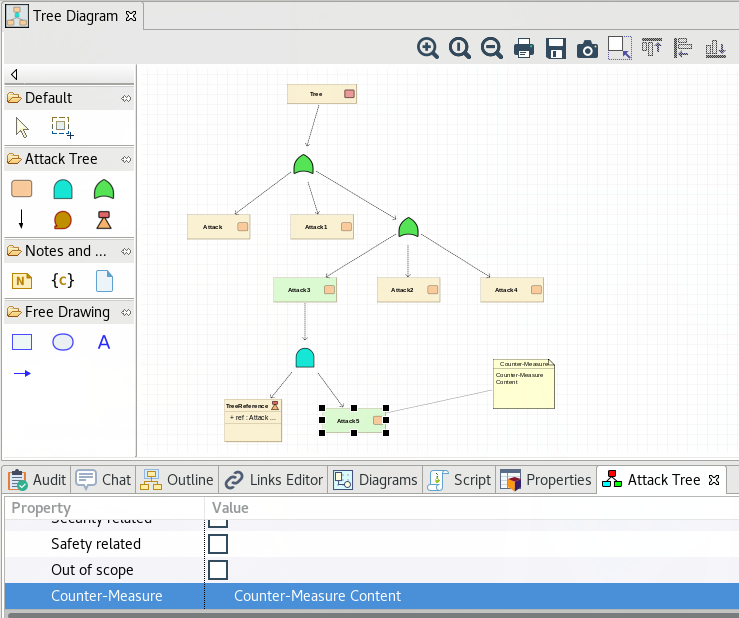 Tree Diagram
Default
Attack Tree
Notes and ...
N
{c}
Free Drawing
A
Tree
Attack
Attack1
Attack3
Attack2
Attack4
TreeReference
+ ref : Attack ...
Attack5
Counter-Measure
Counter-Measure
Content
Audit
Chat
Outline
Links Editor
Diagrams
Script
Properties
Attack Tree
Property
Value
Security related
Safety related
Out of scope
Counter-Measure
Counter-Measure Content